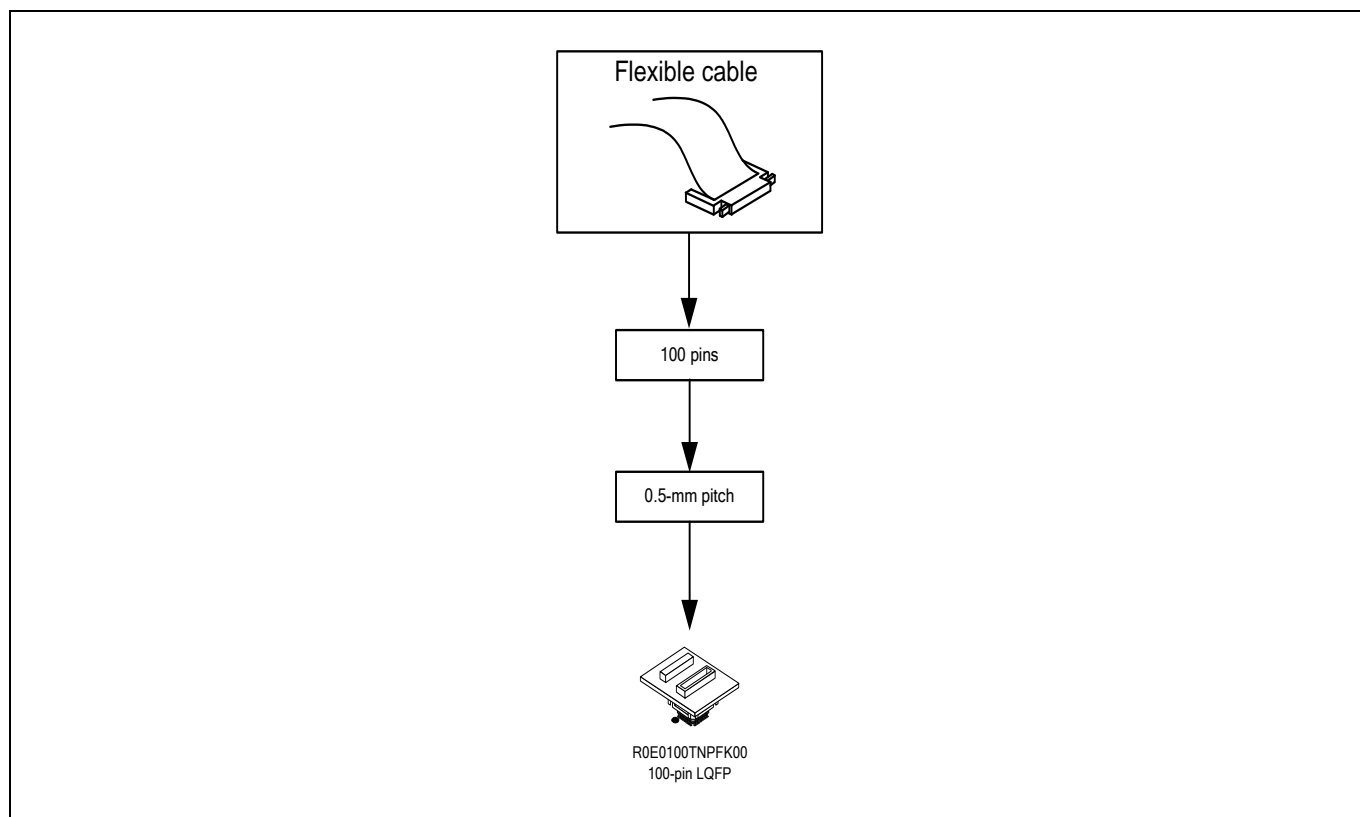 Flexible cable
100 pins
0.5-mm pitch
R0E0100TNPFK00
100-pin LQFP